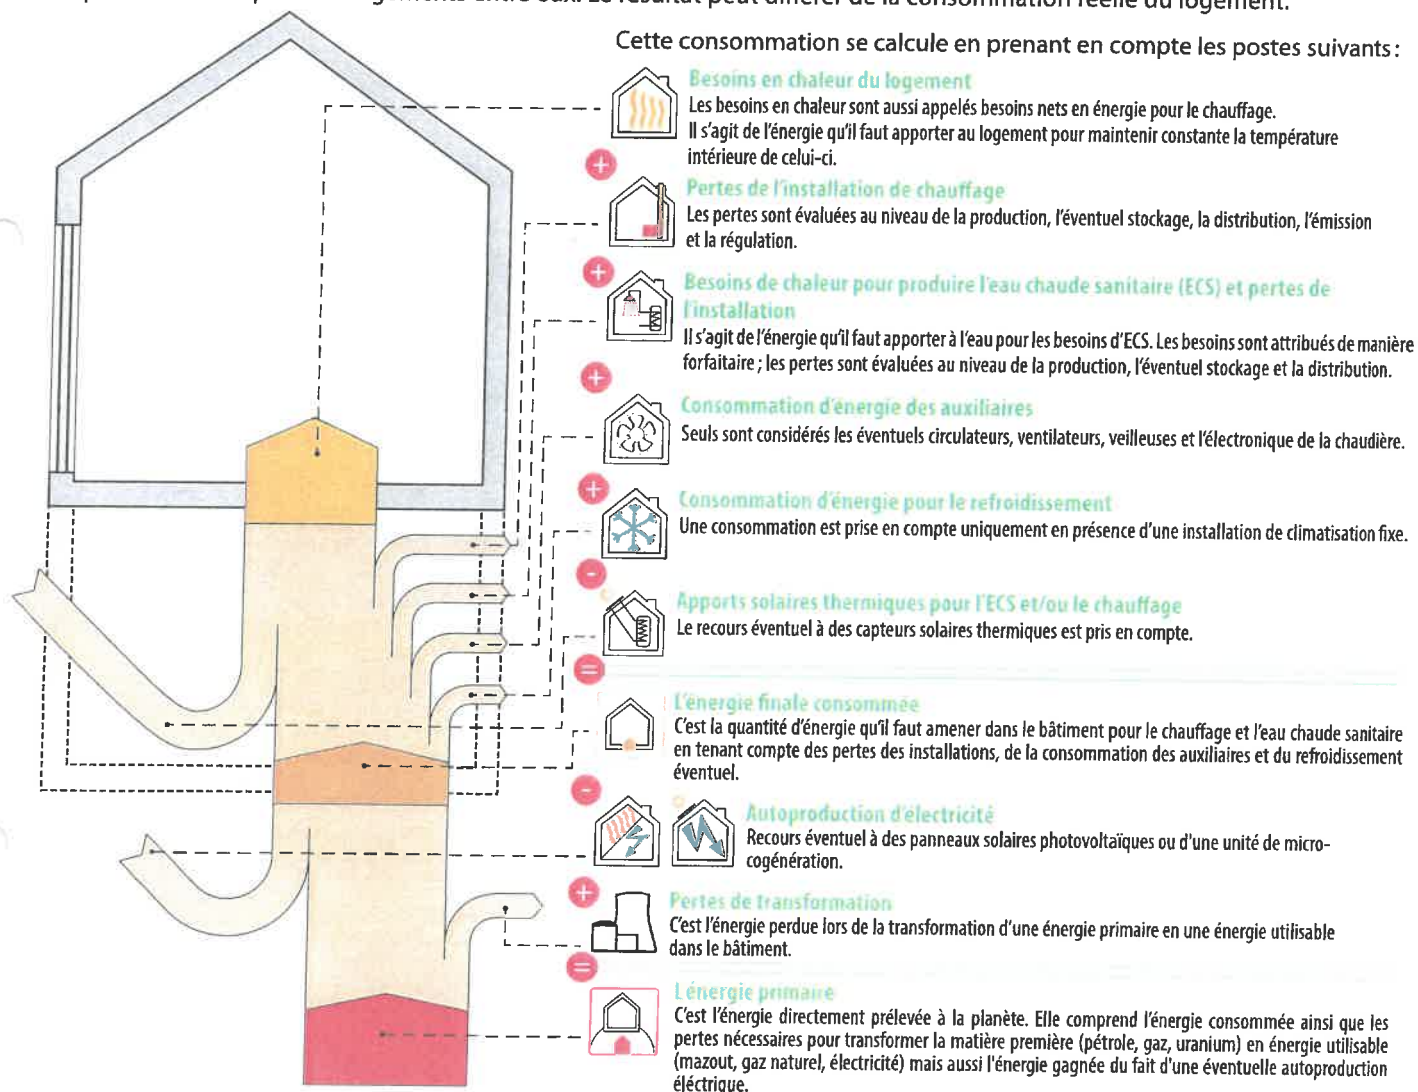 logements entre eux. Le résultat peut différer de la consommation réelle du logement.
Cette consommation se calcule en prenant en compte les postes suivants :
Besoins en chaleur du logement
Les besoins en chaleur sont aussi appelés besoins nets en énergie pour le chauffage.
Il s'agit de l'énergie qu'il faut apporter au logement pour maintenir constante la température
intérieure de celui-ci.
+
Pertes de l'installation de chauffage
Les pertes sont évaluées au niveau de la production, l'éventuel stockage, la distribution, l'émission
et la régulation.
+
Besoins de chaleur pour produire l'eau chaude sanitaire (ECS) et pertes de
l'installation
Il s'agit de l'énergie qu'il faut apporter à l'eau pour les besoins d'ECS. Les besoins sont attribués de manière
forfaitaire ; les pertes sont évaluées au niveau de la production, l'éventuel stockage et la distribution.
+
Consommation d'énergie des auxiliaires
Seuls sont considérés les éventuels circulateurs, ventilateurs, veilleuses et l'électronique de la chaudière.
+
Consommation d'énergie pour le refroidissement
Une consommation est prise en compte uniquement en présence d'une installation de climatisation fixe.
-
Apports solaires thermiques pour l'ECS et/ou le chauffage
Le recours éventuel à des capteurs solaires thermiques est pris en compte.
=
L'énergie finale consommée
C'est la quantité d'énergie qu'il faut amener dans le bâtiment pour le chauffage et l'eau chaude sanitaire
en tenant compte des pertes des installations, de la consommation des auxiliaires et du refroidissement
éventuel.
-
Autoproduction d'électricité
Recours éventuel à des panneaux solaires photovoltaïques ou d'une unité de micro-
cogénération.
+
Pertes de transformation
C'est l'énergie perdue lors de la transformation d'une énergie primaire en une énergie utilisable
dans le bâtiment.
=
L'énergie primaire
C'est l'énergie directement prélevée à la planète. Elle comprend l'énergie consommée ainsi que les
pertes nécessaires pour transformer la matière première (pétrole, gaz, uranium) en énergie utilisable
(mazout, gaz naturel, électricité) mais aussi l'énergie gagnée du fait d'une éventuelle autoproduction
éléctrique.